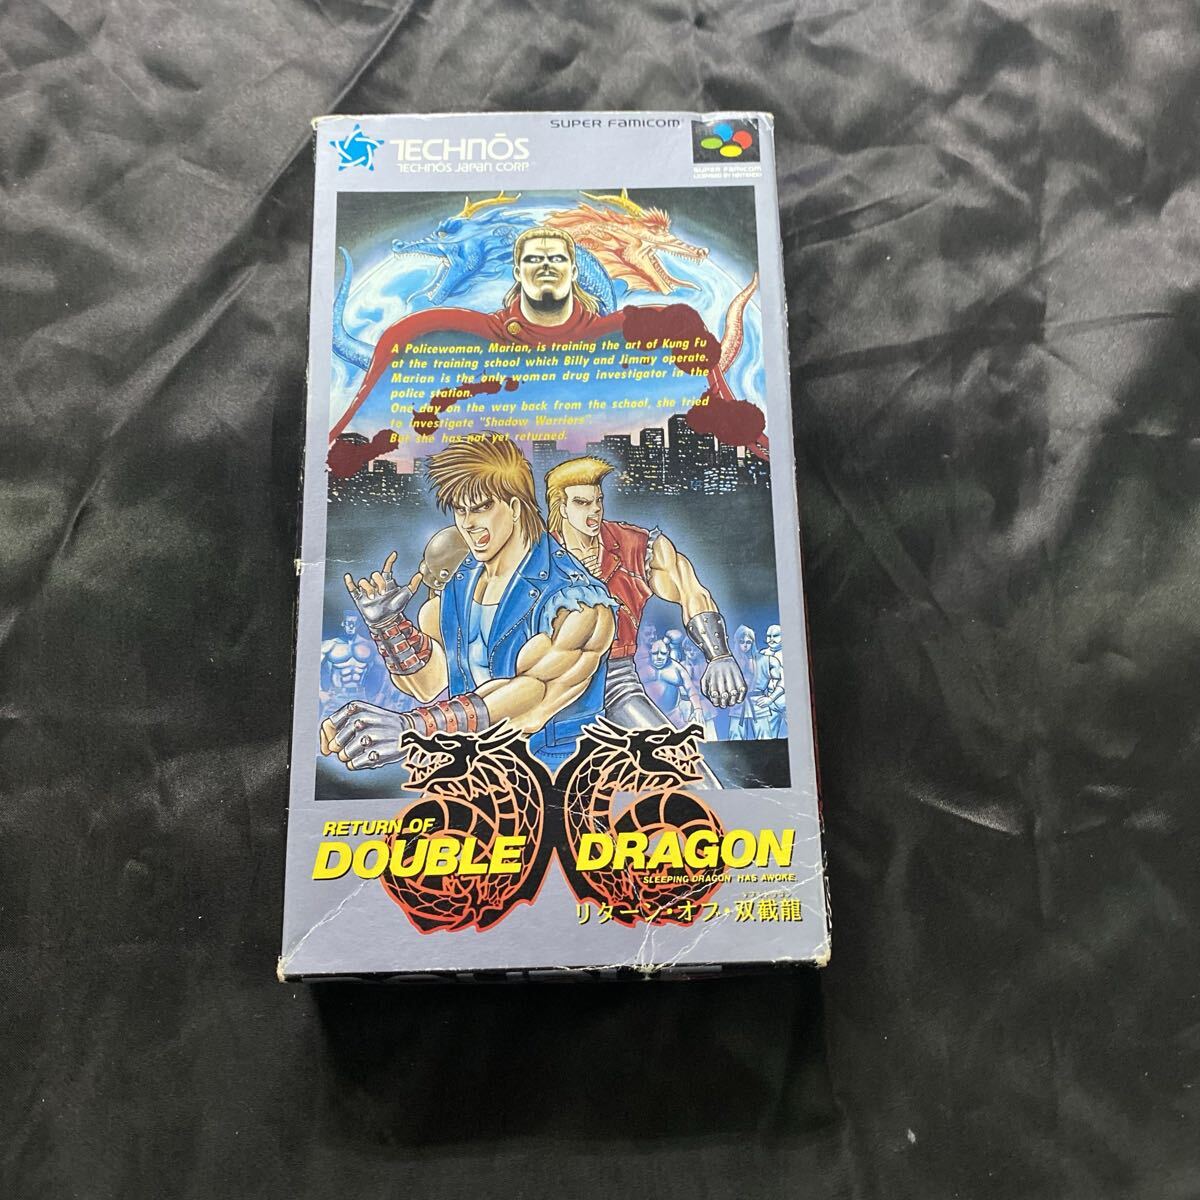 SUPER FAMICOM
TECHNŌS
TECHNŌS JAPAN CORP.
SUPER FAMICOM
LICENSED BY NINTENDO
A Policewoman, Marian, is training the art of Kung Fu
at the training school which Billy and Jimmy operate.
Marian is the only woman drug investigator in the
police station.
One day on the way back from the school, she tried
to investigate "Shadow Warriors".
But she has not yet returned.
RETURN OF
DOUBLE DRAGON
SLEEPING DRAGON HAS AWOKE
リターン・オブ・双截龍